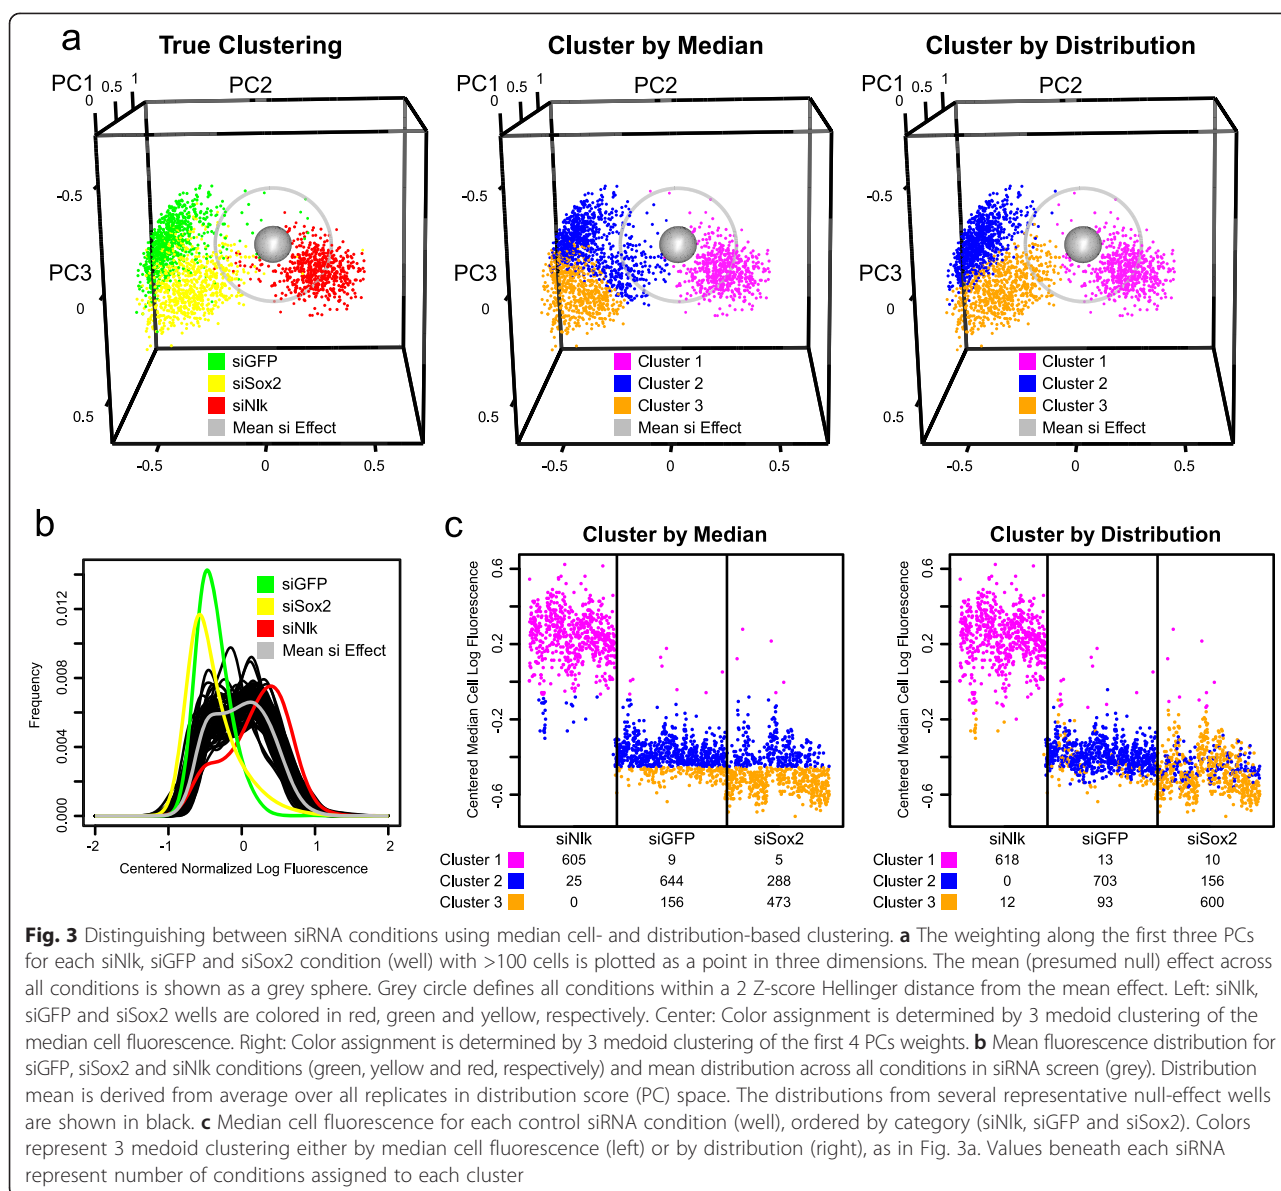 a
True Clustering
Cluster by Median
Cluster by Distribution
PC1 0 0.5 1 PC2
PC1 0 0.5 1 PC2
PC1 0 0.5 1 PC2
-0.5
-0.5
-0.5
PC3
PC3
PC3
0
0
0
0.5
0.5
0.5
siGFP
siSox2
siNlk
Mean si Effect
Cluster 1
Cluster 2
Cluster 3
Mean si Effect
Cluster 1
Cluster 2
Cluster 3
Mean si Effect
-0.5 0 0.5
-0.5 0 0.5
-0.5 0 0.5
b
Frequency
0.000 0.004 0.008 0.012
siGFP
siSox2
siNlk
Mean si Effect
-2 -1 0 1 2
Centered Normalized Log Fluorescence
c
Cluster by Median
Centered Median Cell Log Fluorescence
0.6
0.2
-0.2
-0.6
siNlk siGFP siSox2
Cluster 1 605 9 5
Cluster 2 25 644 288
Cluster 3 0 156 473
Cluster by Distribution
Centered Median Cell Log Fluorescence
0.6
0.2
-0.2
-0.6
siNlk siGFP siSox2
Cluster 1 618 13 10
Cluster 2 0 703 156
Cluster 3 12 93 600
Fig. 3 Distinguishing between siRNA conditions using median cell- and distribution-based clustering. a The weighting along the first three PCs
for each siNlk, siGFP and siSox2 condition (well) with >100 cells is plotted as a point in three dimensions. The mean (presumed null) effect across
all conditions is shown as a grey sphere. Grey circle defines all conditions within a 2 Z-score Hellinger distance from the mean effect. Left: siNlk,
siGFP and siSox2 wells are colored in red, green and yellow, respectively. Center: Color assignment is determined by 3 medoid clustering of the
median cell fluorescence. Right: Color assignment is determined by 3 medoid clustering of the first 4 PCs weights. b Mean fluorescence distribution for
siGFP, siSox2 and siNlk conditions (green, yellow and red, respectively) and mean distribution across all conditions in siRNA screen (grey). Distribution
mean is derived from average over all replicates in distribution score (PC) space. The distributions from several representative null-effect wells
are shown in black. c Median cell fluorescence for each control siRNA condition (well), ordered by category (siNlk, siGFP and siSox2). Colors
represent 3 medoid clustering either by median cell fluorescence (left) or by distribution (right), as in Fig. 3a. Values beneath each siRNA
represent number of conditions assigned to each cluster